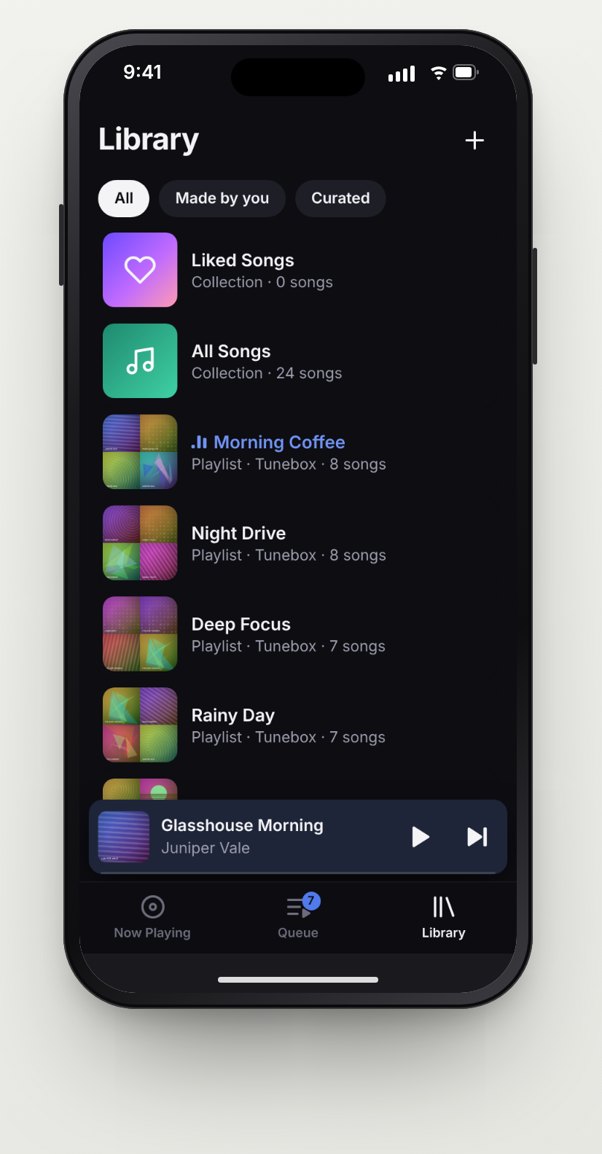 9:41
Library
All
Made by you
Curated
Liked Songs
Collection · 0 songs
All Songs
Collection · 24 songs
Morning Coffee
Playlist · Tunebox · 8 songs
Night Drive
Playlist · Tunebox · 8 songs
Deep Focus
Playlist · Tunebox · 7 songs
Rainy Day
Playlist · Tunebox · 7 songs
Glasshouse Morning
Juniper Vale
7
Now Playing
Queue
Library